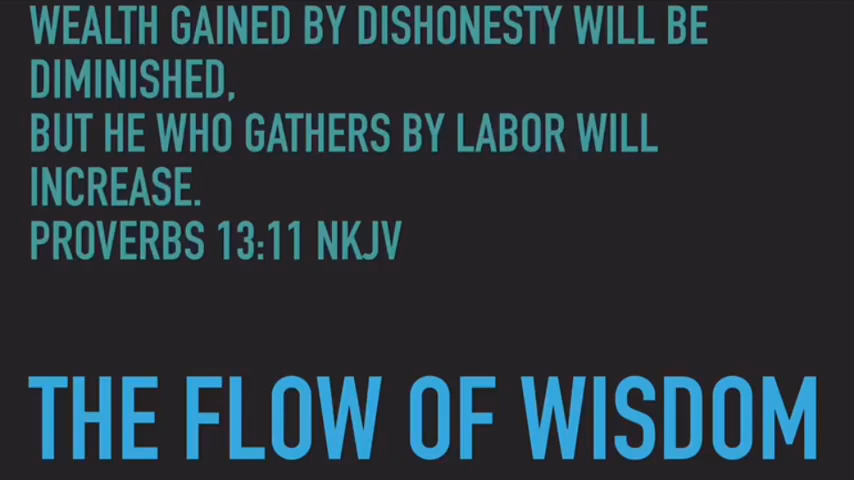 WEALTH GAINED BY DISHONESTY WILL BE
DIMINISHED,
BUT HE WHO GATHERS BY LABOR WILL
INCREASE.
PROVERBS 13:11 NKJV
THE FLOW OF WISDOM